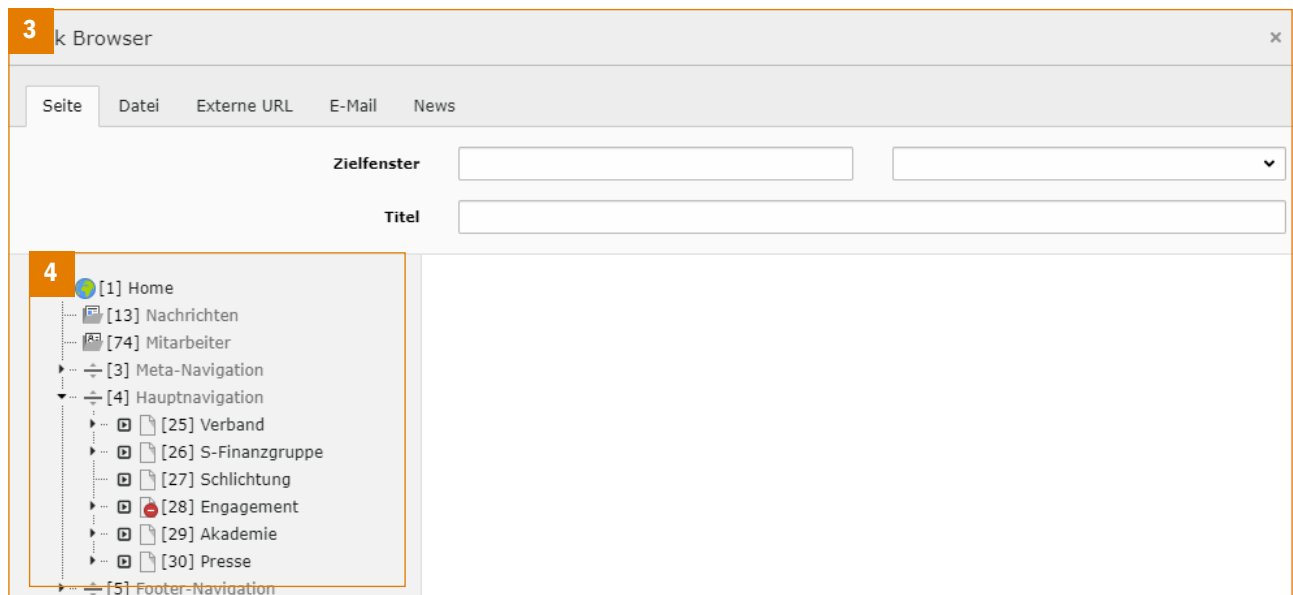 3
k Browser
×
Seite Datei Externe URL E-Mail News
Zielfenster
Titel
4
[1] Home
[13] Nachrichten
[74] Mitarbeiter
[3] Meta-Navigation
[4] Hauptnavigation
[25] Verband
[26] S-Finanzgruppe
[27] Schlichtung
[28] Engagement
[29] Akademie
[30] Presse
[5] Footer-Navigation